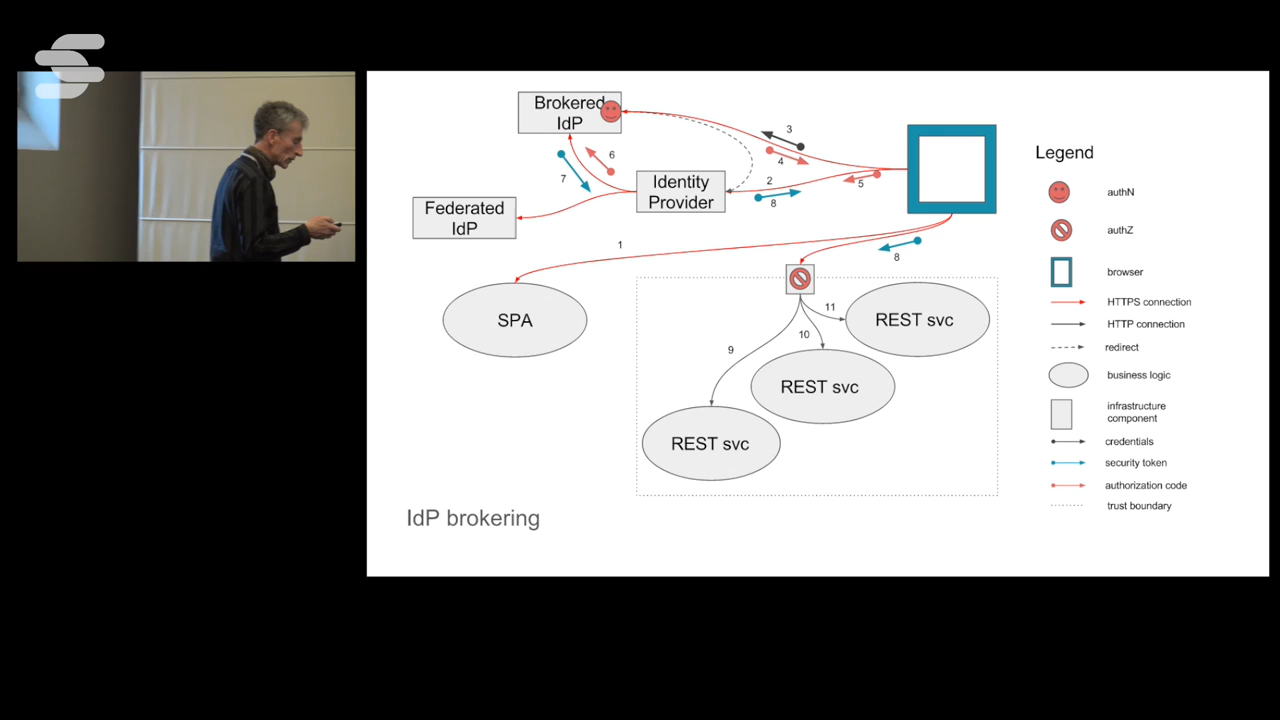 Brokered
IdP
3
4
6
7
Identity
Provider
2
8
5
Federated
IdP
1
8
SPA
11
REST svc
10
9
REST svc
REST svc
IdP brokering
Legend
authN
authZ
browser
HTTPS connection
HTTP connection
redirect
business logic
infrastructure
component
credentials
security token
authorization code
trust boundary